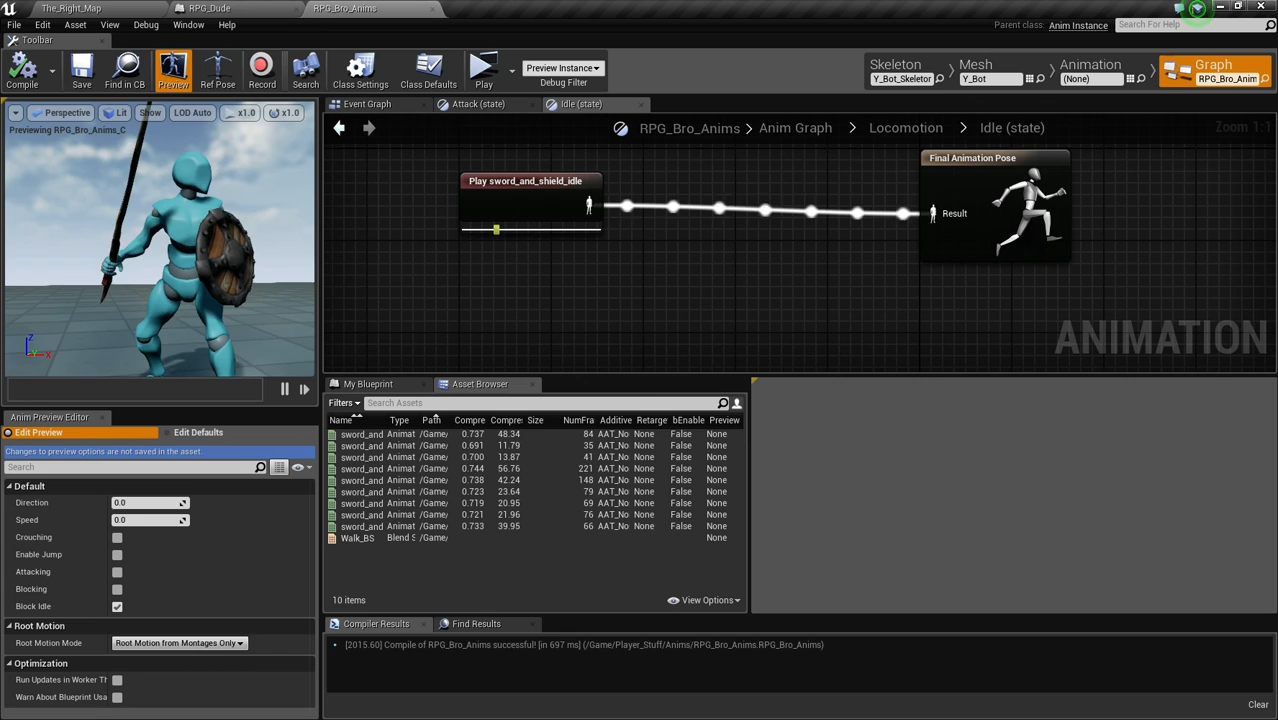 The_Right_Map
RPG_Dude
RPG_Bro_Anims
File Edit Asset View Debug Window Help
Parent class: Anim Instance
Search For Help
Toolbar
Compile
Save
Find in CB
Preview
Ref Pose
Record
Search
Class Settings
Class Defaults
Play
Preview Instance
Debug Filter
Skeleton
Y_Bot_Skeletor
Mesh
Y_Bot
Animation
(None)
Graph
RPG_Bro_Anim
Perspective Lit Show LOD Auto x1.0 x1.0
Previewing RPG_Bro_Anims_C
Z
Y
X
Event Graph
Attack (state)
Idle (state)
RPG_Bro_Anims > Anim Graph > Locomotion > Idle (state)
Zoom 1:1
Play sword_and_shield_idle
Final Animation Pose
Result
ANIMATION
Anim Preview Editor
Edit Preview
Edit Defaults
Changes to preview options are not saved in the asset
Search
Default
Direction 0.0
Speed 0.0
Crouching
Enable Jump
Attacking
Blocking
Block Idle
Root Motion
Root Motion Mode Root Motion from Montages Only
Optimization
Run Updates in Worker Th
Warn About Blueprint Usa
My Blueprint
Asset Browser
Filters
Search Assets
Name Type Path Compre Compre: Size NumFra Additive Retarge bEnable Preview
sword_and Animat /Game/ 0.737 48.34 84 AAT_No None False None
sword_and Animat /Game/ 0.691 11.79 35 AAT_No None False None
sword_and Animat /Game/ 0.700 13.87 41 AAT_No None False None
sword_and Animat /Game/ 0.744 56.76 221 AAT_No None False None
sword_and Animat /Game/ 0.738 42.24 148 AAT_No None False None
sword_and Animat /Game/ 0.723 23.64 79 AAT_No None False None
sword_and Animat /Game/ 0.719 20.95 69 AAT_No None False None
sword_and Animat /Game/ 0.721 21.96 76 AAT_No None False None
sword_and Animat /Game/ 0.733 39.95 66 AAT_No None False None
Walk_BS Blend S /Game/ None
10 items
View Options
Compiler Results
Find Results
[2015.60] Compile of RPG_Bro_Anims successful! [in 697 ms] (/Game/Player_Stuff/Anims/RPG_Bro_Anims.RPG_Bro_Anims)
Clear